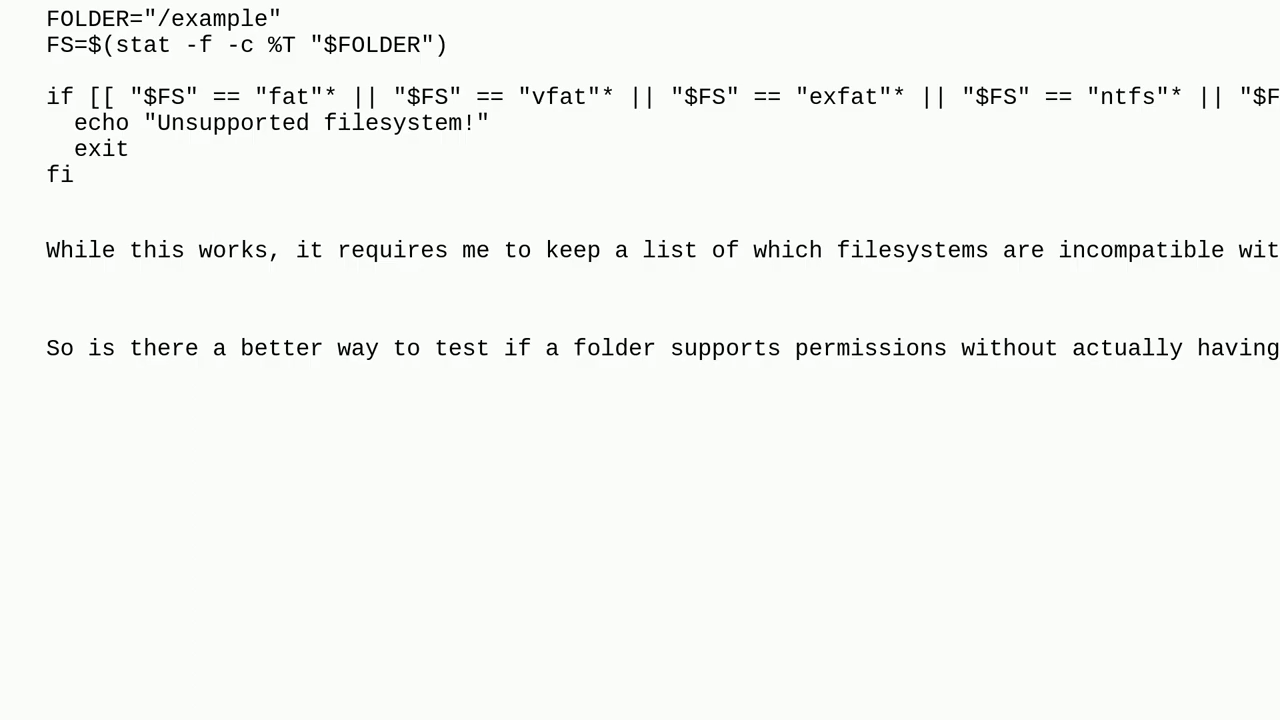 FOLDER="/example"
FS=$(stat -f -c %T "$FOLDER")
if [[ "$FS" == "fat"* || "$FS" == "vfat"* || "$FS" == "exfat"* || "$FS" == "ntfs"* || "$F
  echo "Unsupported filesystem!"
  exit
fi
While this works, it requires me to keep a list of which filesystems are incompatible wit
So is there a better way to test if a folder supports permissions without actually having